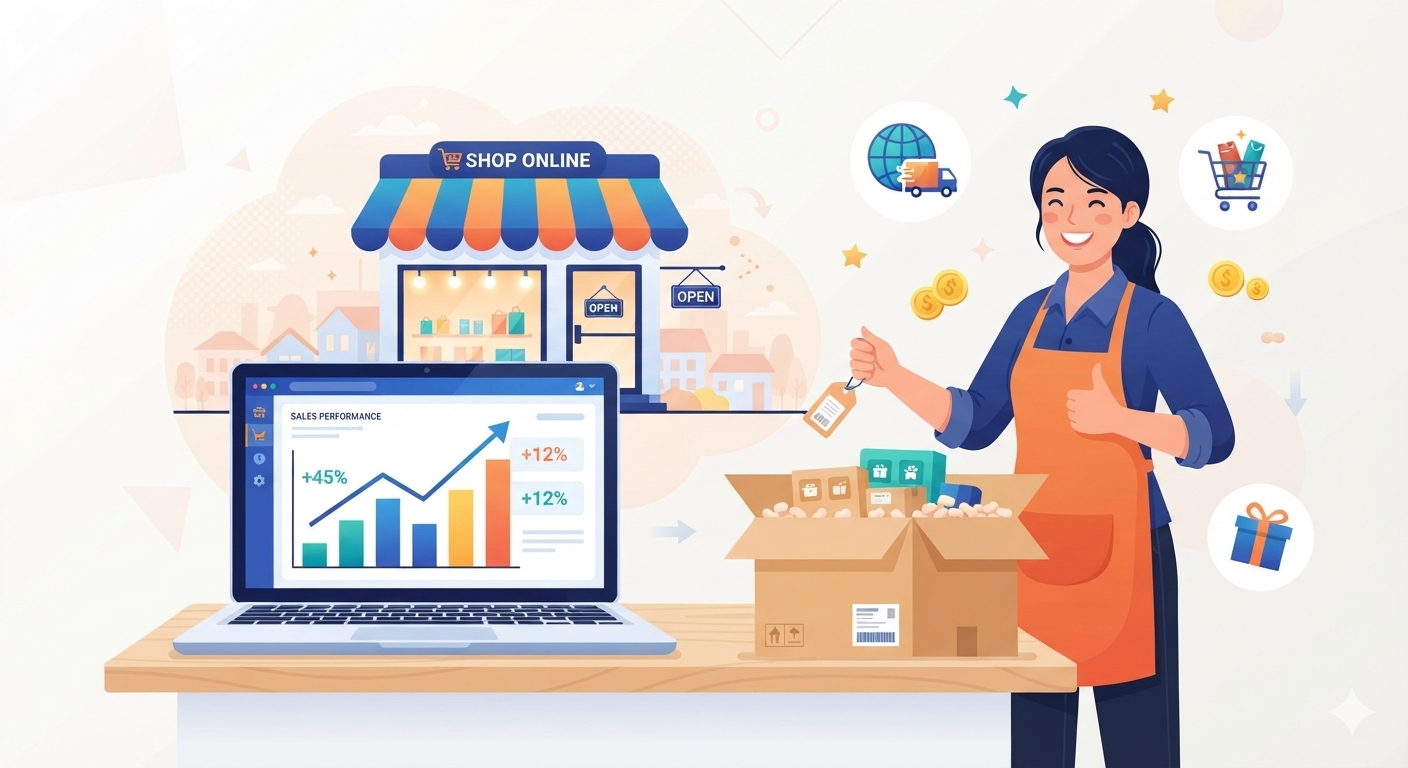 SHOP ONLINE
OPEN
OPEN
SALES PERFORMANCE
+45%
+12%
+12%
$
$
$
$